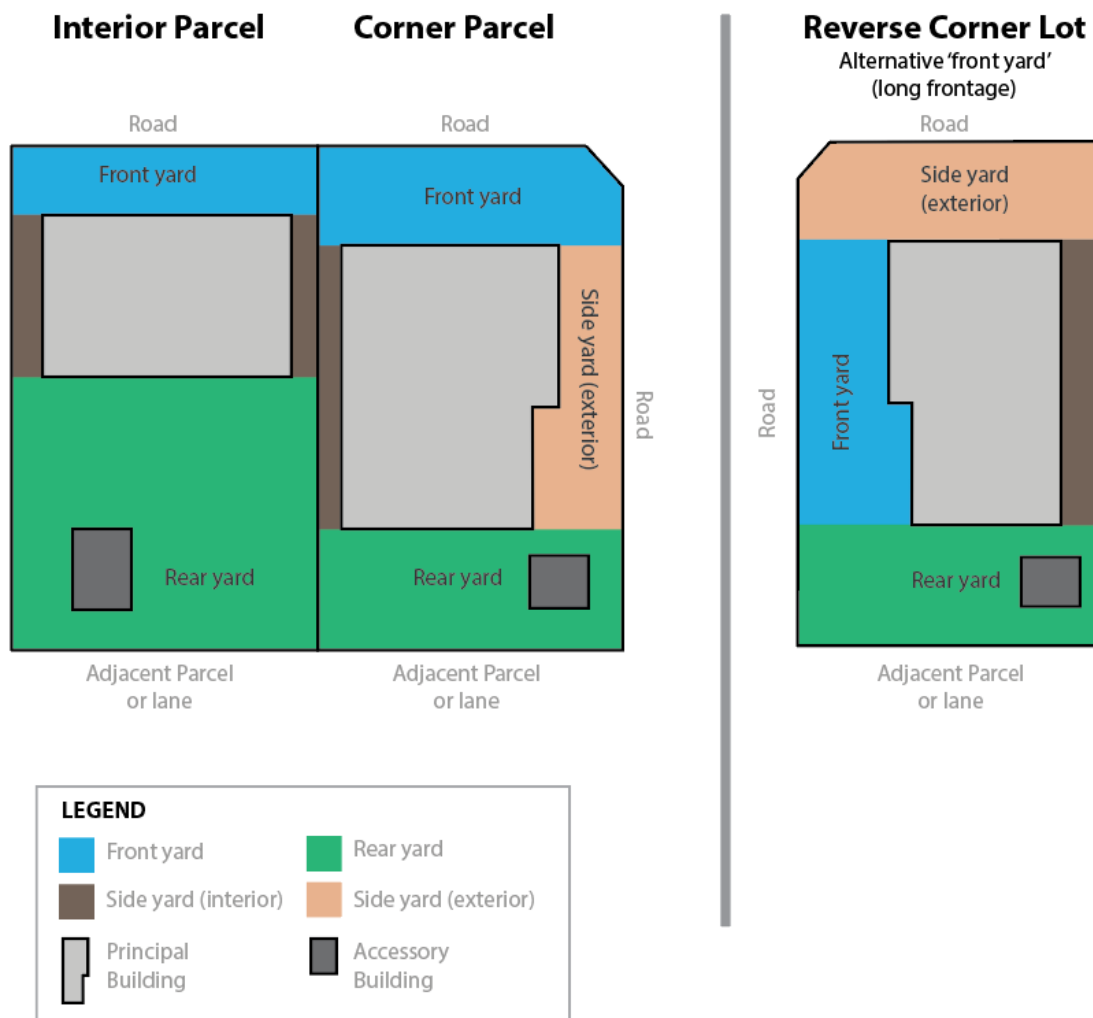 Interior Parcel
Corner Parcel
Reverse Corner Lot
Alternative ‘front yard’
(long frontage)
Road
Road
Road
Front yard
Front yard
Side yard
(exterior)
Side yard (exterior)
Road
Road
Front yard
Rear yard
Rear yard
Rear yard
Adjacent Parcel
or lane
Adjacent Parcel
or lane
Adjacent Parcel
or lane
LEGEND
Front yard
Rear yard
Side yard (interior)
Side yard (exterior)
Principal
Building
Accessory
Building